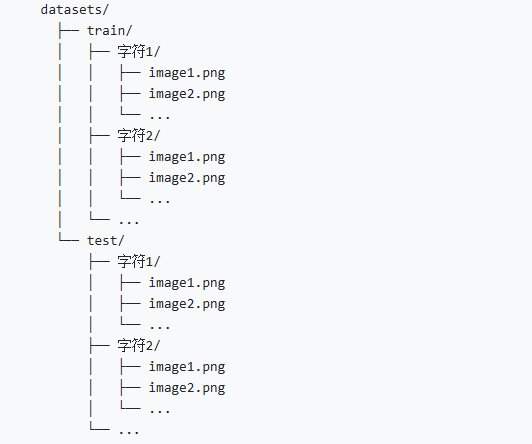 datasets/
├── train/
│   ├── 字符1/
│   │   ├── image1.png
│   │   ├── image2.png
│   │   └── ...
│   ├── 字符2/
│   │   ├── image1.png
│   │   ├── image2.png
│   │   └── ...
│   └── ...
└── test/
    ├── 字符1/
    │   ├── image1.png
    │   ├── image2.png
    │   └── ...
    ├── 字符2/
    │   ├── image1.png
    │   ├── image2.png
    │   └── ...
    └── ...